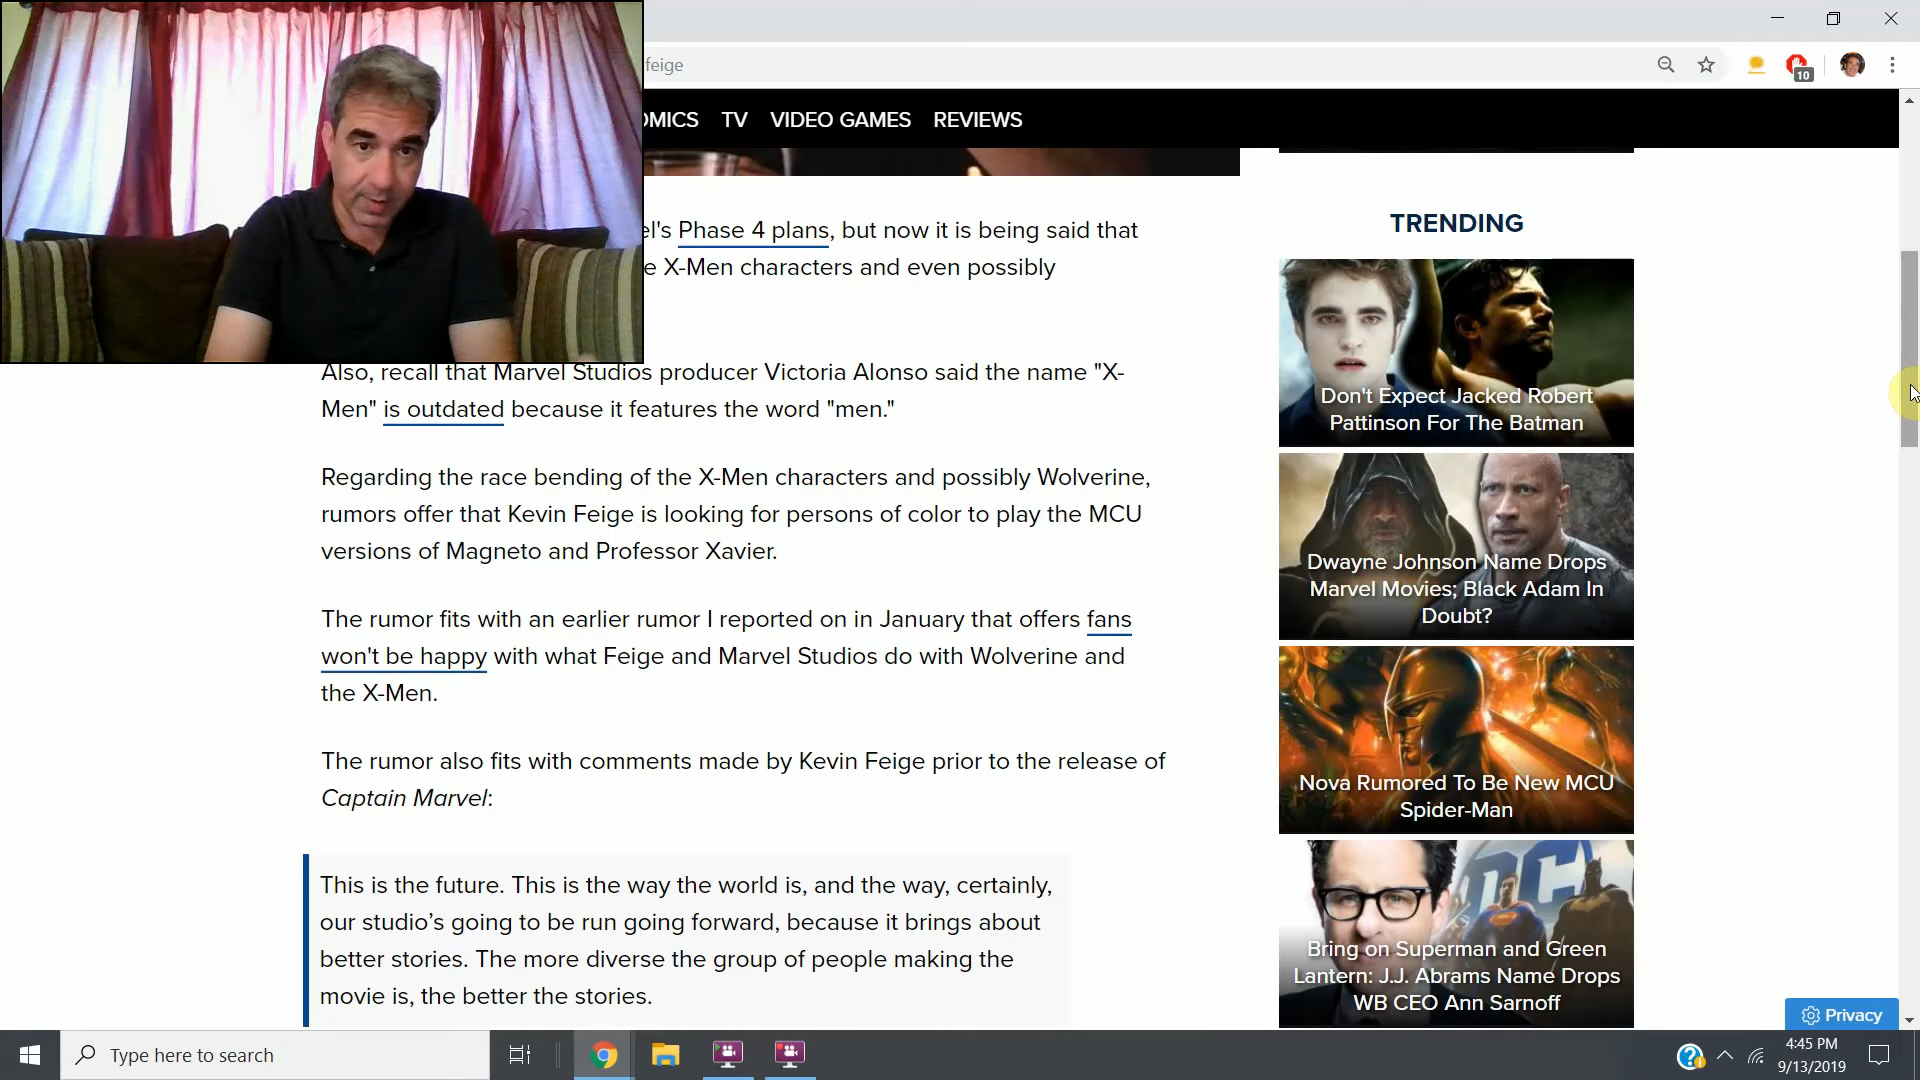 feige
10
OMICS TV VIDEO GAMES REVIEWS
el's Phase 4 plans, but now it is being said that
e X-Men characters and even possibly
Also, recall that Marvel Studios producer Victoria Alonso said the name "X-
Men" is outdated because it features the word "men."
Regarding the race bending of the X-Men characters and possibly Wolverine,
rumors offer that Kevin Feige is looking for persons of color to play the MCU
versions of Magneto and Professor Xavier.
The rumor fits with an earlier rumor I reported on in January that offers fans
won't be happy with what Feige and Marvel Studios do with Wolverine and
the X-Men.
The rumor also fits with comments made by Kevin Feige prior to the release of
Captain Marvel:
This is the future. This is the way the world is, and the way, certainly,
our studio’s going to be run going forward, because it brings about
better stories. The more diverse the group of people making the
movie is, the better the stories.
TRENDING
Don't Expect Jacked Robert
Pattinson For The Batman
Dwayne Johnson Name Drops
Marvel Movies; Black Adam In
Doubt?
Nova Rumored To Be New MCU
Spider-Man
DC
Bring on Superman and Green
Lantern: J.J. Abrams Name Drops
WB CEO Ann Sarnoff
Privacy
Type here to search
4:45 PM
9/13/2019